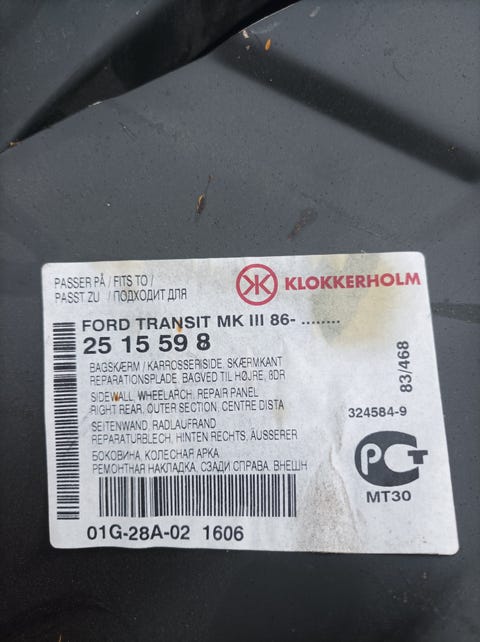 PASSER PÅ / FITS TO /
PASST ZU / ПОДХОДИТ ДЛЯ
KLOKKERHOLM
FORD TRANSIT MK III 86- ........
25 15 59 8
BAGSKÆRM / KARROSSERISIDE, SKÆRMKANT
REPARATIONSPLADE, BAGVED TIL HØJRE, 8DR
SIDEWALL, WHEELARCH, REPAIR PANEL
RIGHT REAR, OUTER SECTION, CENTRE DISTA
SEITENWAND, RADLAUFRAND
REPARATURBLECH, HINTEN RECHTS, ÄUSSERER
БОКОВИНА, КОЛЕСНАЯ АРКА
РЕМОНТНАЯ НАКЛАДКА, СЗАДИ СПРАВА, ВНЕШН
83/468
324584-9
РСТ
MT30
01G-28A-02 1606